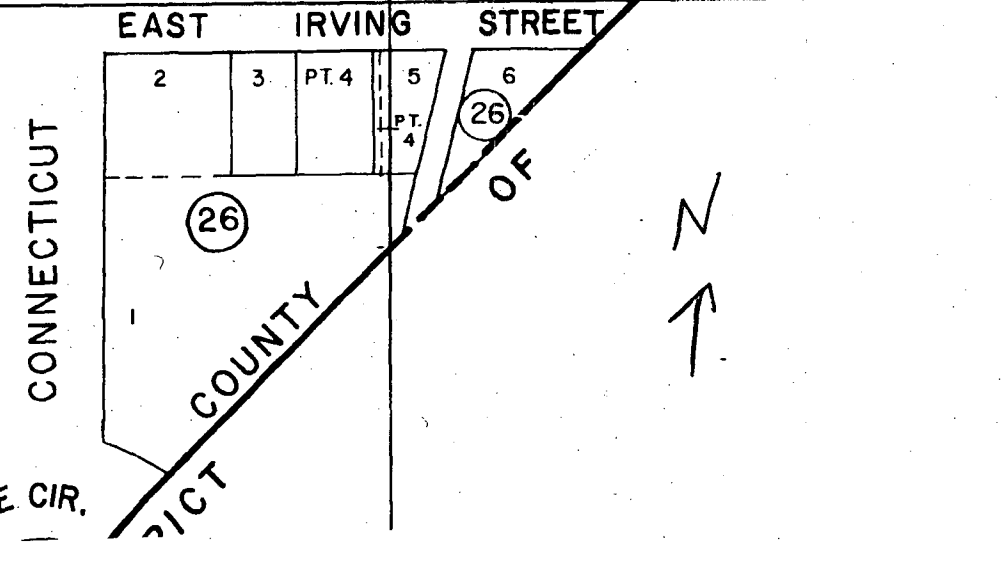 EAST IRVING STREET
2 3 PT. 4 5 6
26
PT.
4
26
CONNECTICUT
1
COUNTY
OF
N
CIR.